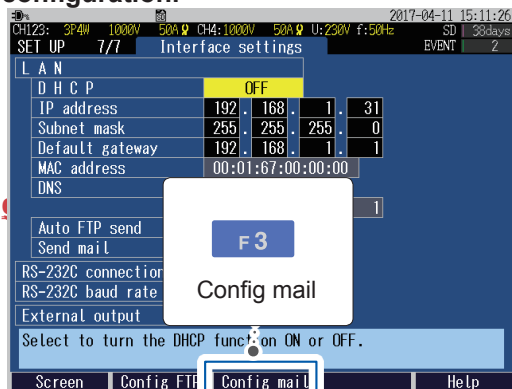 configuration.
2017-04-11 15:11:26
CH123: 3P4W 1000V 50A CH4:1000V 50A U:230V f:50Hz SD 38days
SET UP 7/7 Interface settings EVENT 2
LAN
DHCP OFF
IP address 192. 168. 1. 31
Subnet mask 255. 255. 255. 0
Default gateway 192. 168. 1. 1
MAC address 00:01:67:00:00:00
DNS
1
Auto FTP send
Send mail
F 3
Config mail
RS-232C connection
RS-232C baud rate
External output
Select to turn the DHCP function ON or OFF.
Screen Config FTP Config mail Help